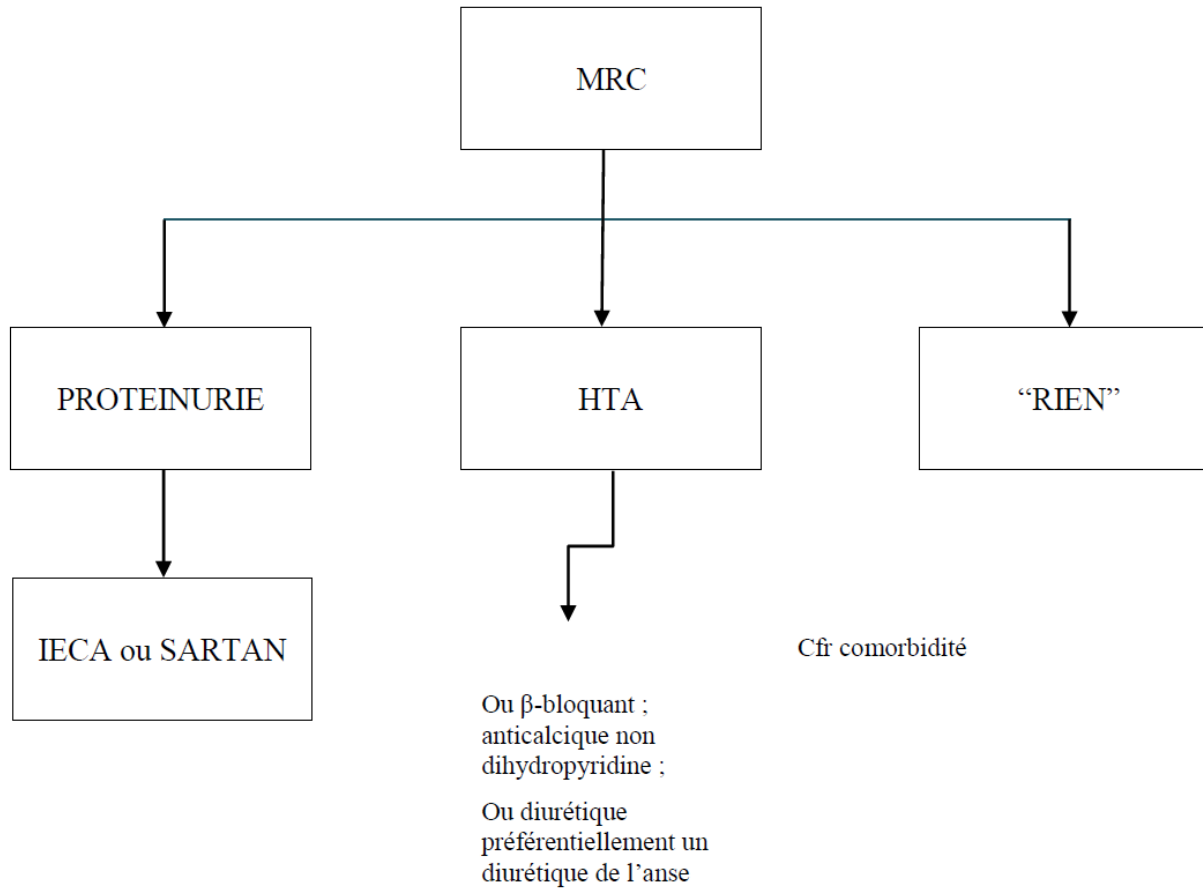 MRC
PROTEINURIE
HTA
“RIEN”
IECA ou SARTAN
Cfr comorbidité
Ou β-bloquant ;
anticalcique non
dihydropyridine ;
Ou diurétique
préférentiellement un
diurétique de l’anse